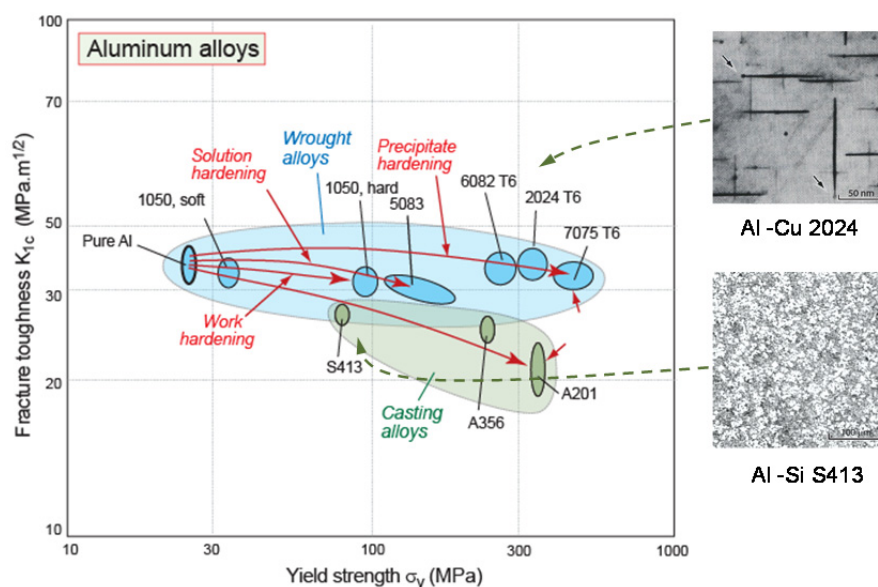 Aluminum alloys
Fracture toughness K1c (MPa.m1/2)
100
70
50
30
20
10
10
30
100
300
1000
Yield strength σy (MPa)
Solution
hardening
Wrought
alloys
Precipitate
hardening
1050, soft
1050, hard
5083
6082 T6
2024 T6
7075 T6
Pure Al
Work
hardening
S413
Casting
alloys
A356
A201
50 nm
Al -Cu 2024
100 µm
Al -Si S413